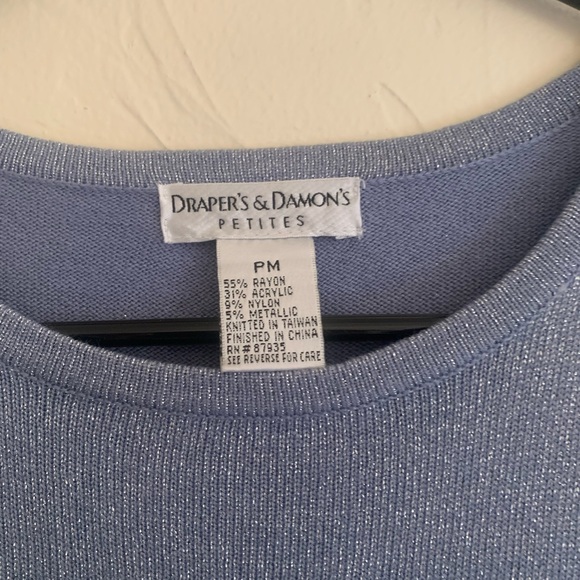 DRAPER'S & DAMON'S
PETITES
PM
55% RAYON
31% ACRYLIC
9% NYLON
5% METALLIC
KNITTED IN TAIWAN
FINISHED IN CHINA
RN# 87935
SEE REVERSE FOR CARE